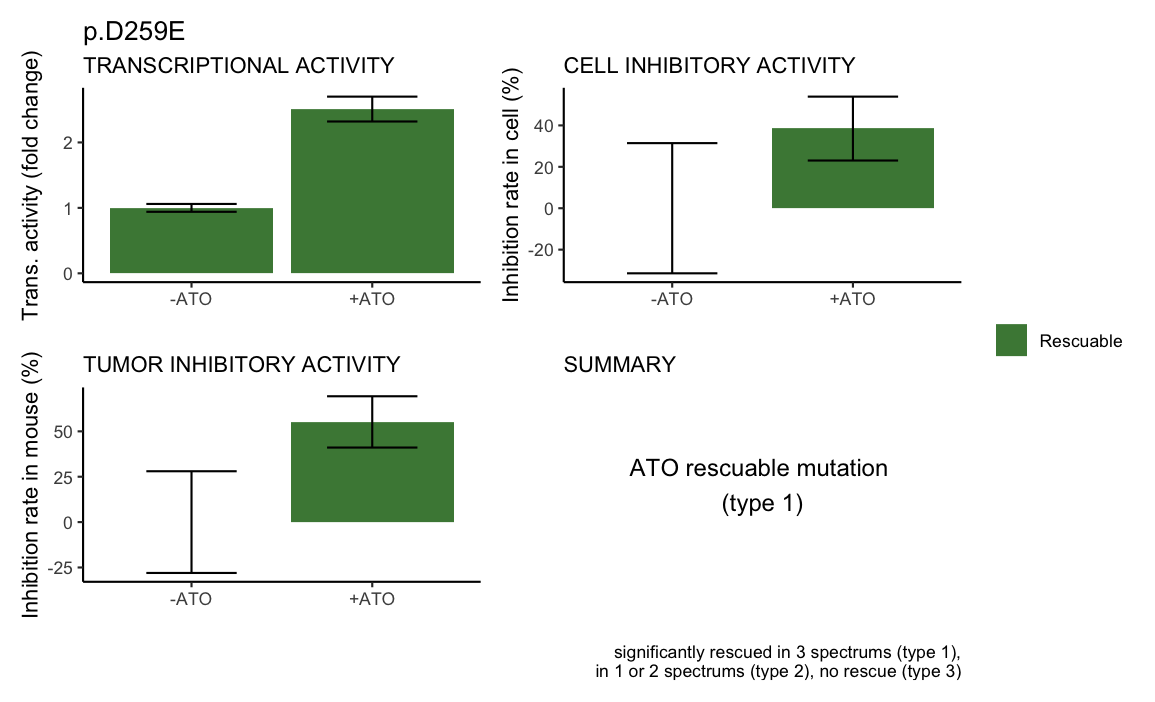 p.D259E
TRANSCRIPTIONAL ACTIVITY
Trans. activity (fold change)
2
1
0
-ATO +ATO
CELL INHIBITORY ACTIVITY
Inhibition rate in cell (%)
40
20
0
-20
-ATO +ATO
Rescuable
TUMOR INHIBITORY ACTIVITY
Inhibition rate in mouse (%)
50
25
0
-25
-ATO +ATO
SUMMARY
ATO rescuable mutation
(type 1)
significantly rescued in 3 spectrums (type 1),
in 1 or 2 spectrums (type 2), no rescue (type 3)